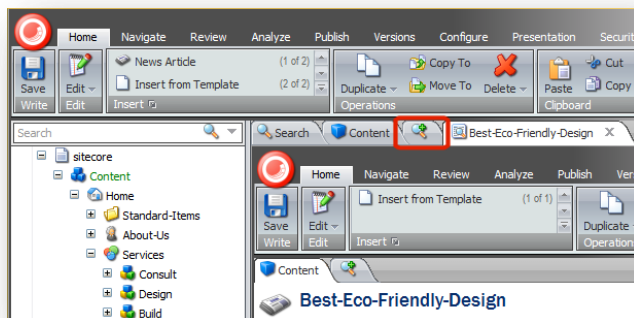 Home Navigate Review Analyze Publish Versions Configure Presentation Securit
News Article (1 of 2) Copy To Cut
Save Edit Insert from Template (2 of 2) Duplicate Move To Delete Paste Copy
Write Edit Insert Operations Clipboard
Search Search Content Best-Eco-Friendly-Design X
sitecore
Content Home Navigate Review Analyze Publish Ver
Home Insert from Template (1 of 1)
Standard-Items
About-Us Save Edit Duplicate
Services Write Edit Insert Operation
Consult Content
Design Best-Eco-Friendly-Design
Build